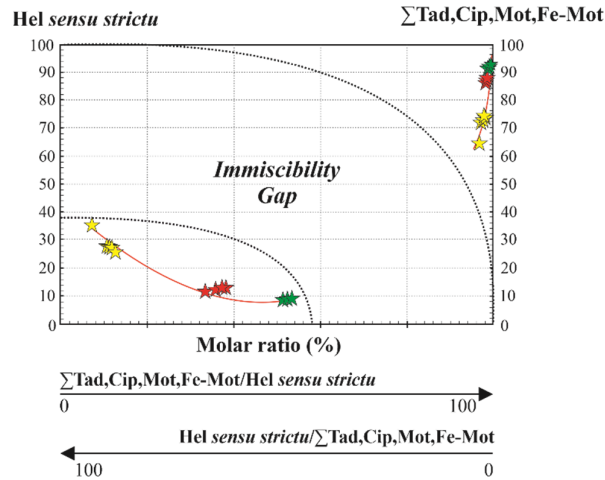 Hel sensu strictu
∑Tad,Cip,Mot,Fe-Mot
100 100
90 90
80 80
70 70
60 60
50 50
40 40
30 30
20 20
10 10
0 0
Immiscibility
Gap
Molar ratio (%)
∑Tad,Cip,Mot,Fe-Mot/Hel sensu strictu
0 100
Hel sensu strictu/∑Tad,Cip,Mot,Fe-Mot
100 0